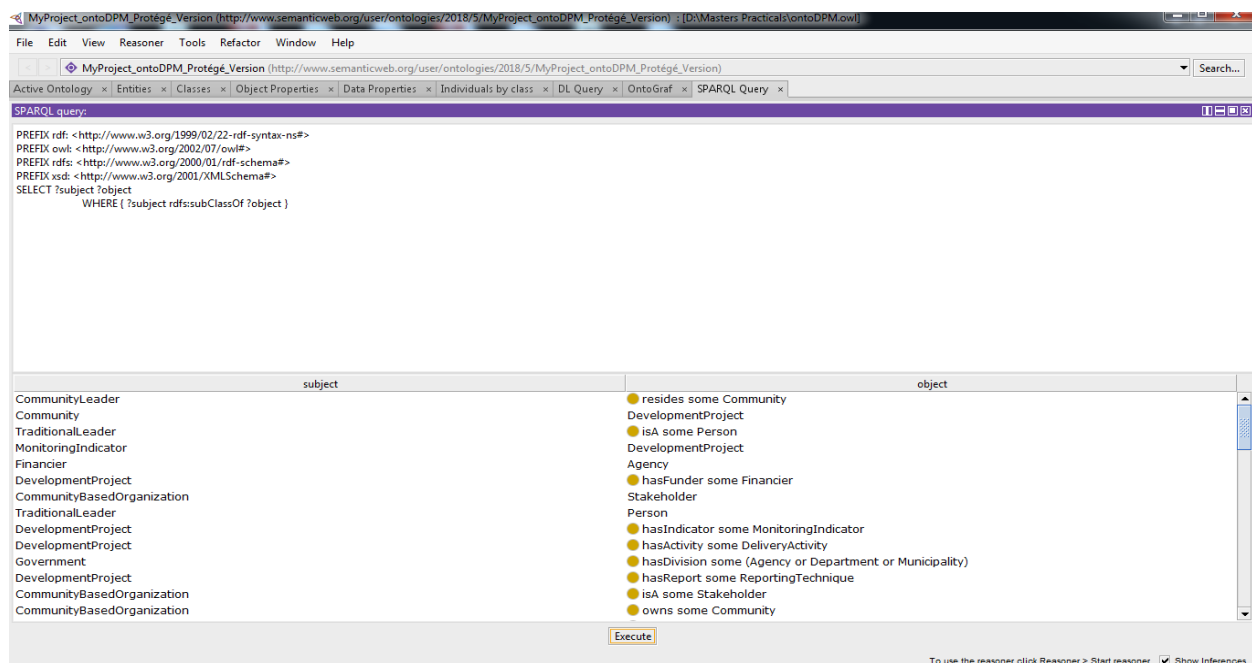 MyProject_ontoDPM_Protégé_Version (http://www.semanticweb.org/user/ontologies/2018/5/MyProject_ontoDPM_Protégé_Version) : [D:\Masters Practicals\ontoDPM.owl]
File Edit View Reasoner Tools Refactor Window Help
MyProject_ontoDPM_Protégé_Version (http://www.semanticweb.org/user/ontologies/2018/5/MyProject_ontoDPM_Protégé_Version) Search...
Active Ontology × Entities × Classes × Object Properties × Data Properties × Individuals by class × DL Query × OntoGraf × SPARQL Query ×
SPARQL query:
PREFIX rdf: <http://www.w3.org/1999/02/22-rdf-syntax-ns#>
PREFIX owl: <http://www.w3.org/2002/07/owl#>
PREFIX rdfs: <http://www.w3.org/2000/01/rdf-schema#>
PREFIX xsd: <http://www.w3.org/2001/XMLSchema#>
SELECT ?subject ?object
WHERE { ?subject rdfs:subClassOf ?object }
subject object
CommunityLeader resides some Community
Community DevelopmentProject
TraditionalLeader isA some Person
MonitoringIndicator DevelopmentProject
Financier Agency
DevelopmentProject hasFunder some Financier
CommunityBasedOrganization Stakeholder
TraditionalLeader Person
DevelopmentProject hasIndicator some MonitoringIndicator
DevelopmentProject hasActivity some DeliveryActivity
Government hasDivision some (Agency or Department or Municipality)
DevelopmentProject hasReport some ReportingTechnique
CommunityBasedOrganization isA some Stakeholder
CommunityBasedOrganization owns some Community
Execute
To use the reasoner click Reasoner > Start reasoner Show Inferences